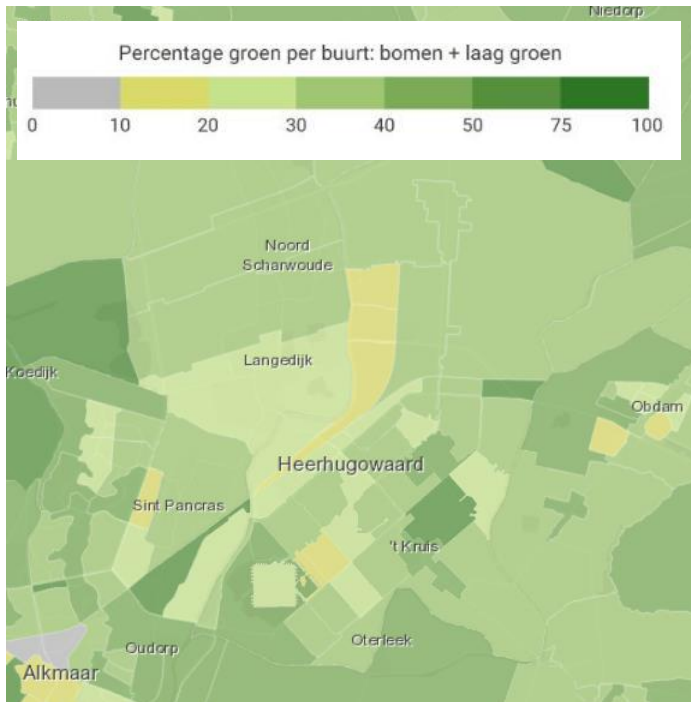 Niedorp
Percentage groen per buurt: bomen + laag groen
0 10 20 30 40 50 75 100
Noord
Scharwoude
Langedijk
Koedijk
Obdam
Heerhugowaard
Sint Pancras
't Kruis
Oudorp
Oterleek
Alkmaar